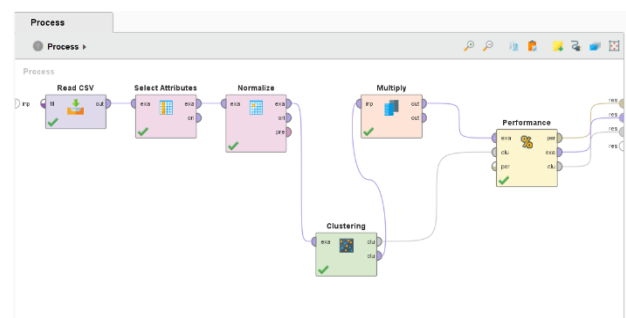 Process
Process
Process
Read CSV
Select Attributes
Normalize
Multiply
inp
fil
out
exa
exa
ori
exa
exa
ori
pre
inp
out
out
res
res
res
res
Performance
exa
clu
per
per
exa
clu
Clustering
exa
clu
clu